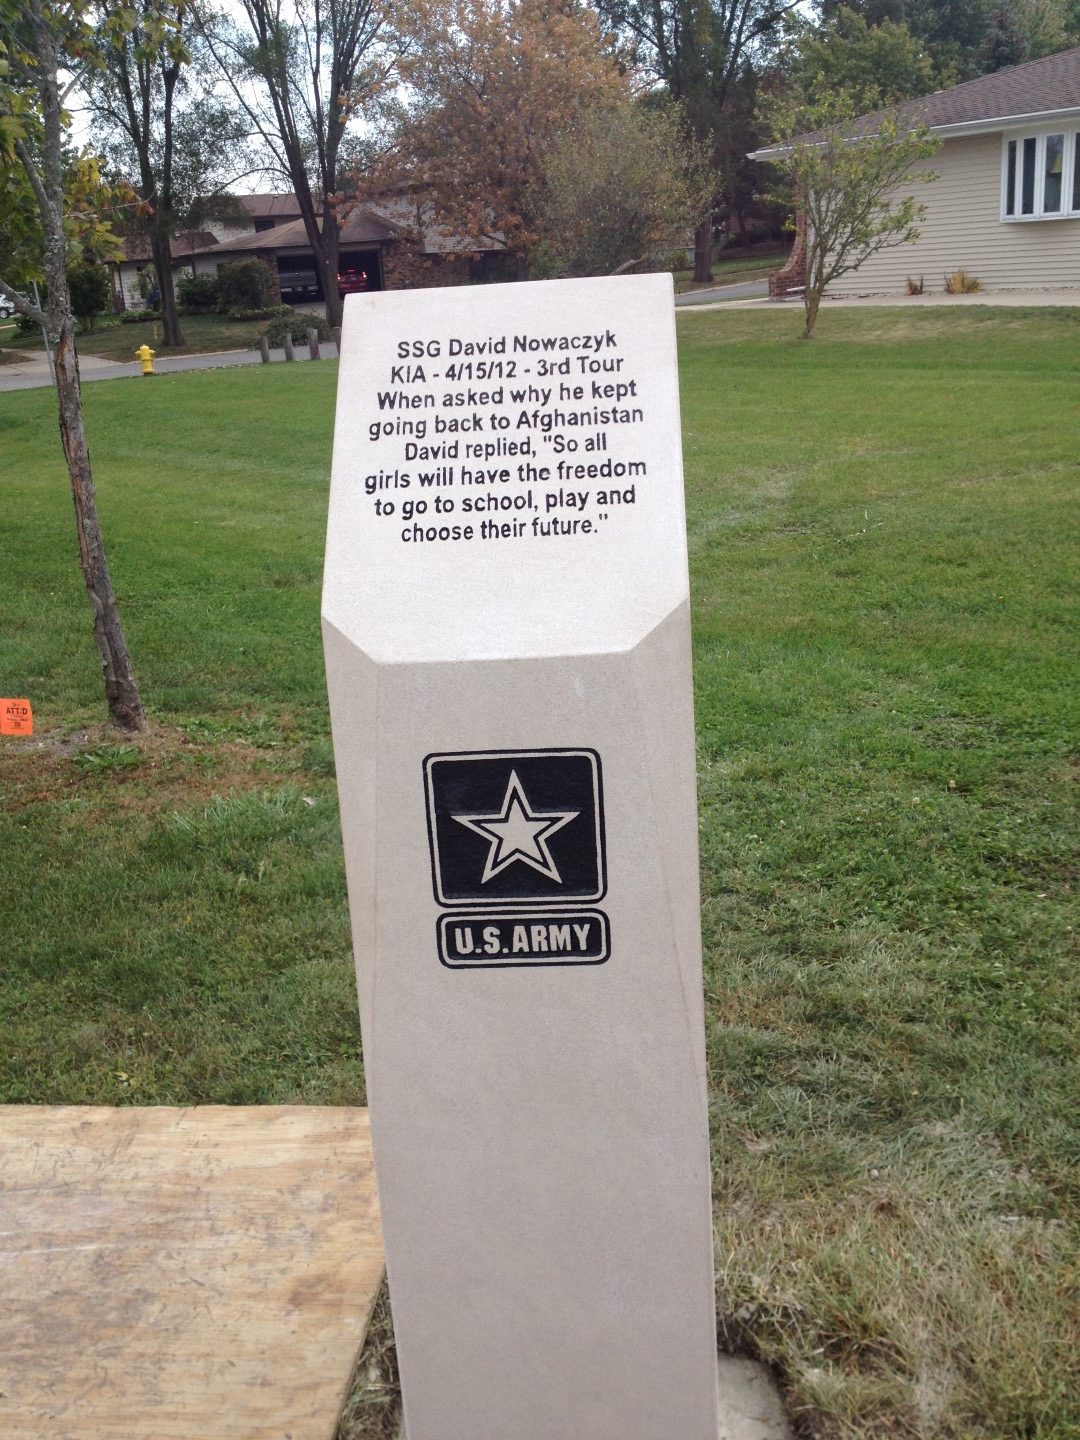 SSG David Nowaczyk
KIA - 4/15/12 - 3rd Tour
When asked why he kept
going back to Afghanistan
David replied, "So all
girls will have the freedom
to go to school, play and
choose their future."
U.S.ARMY